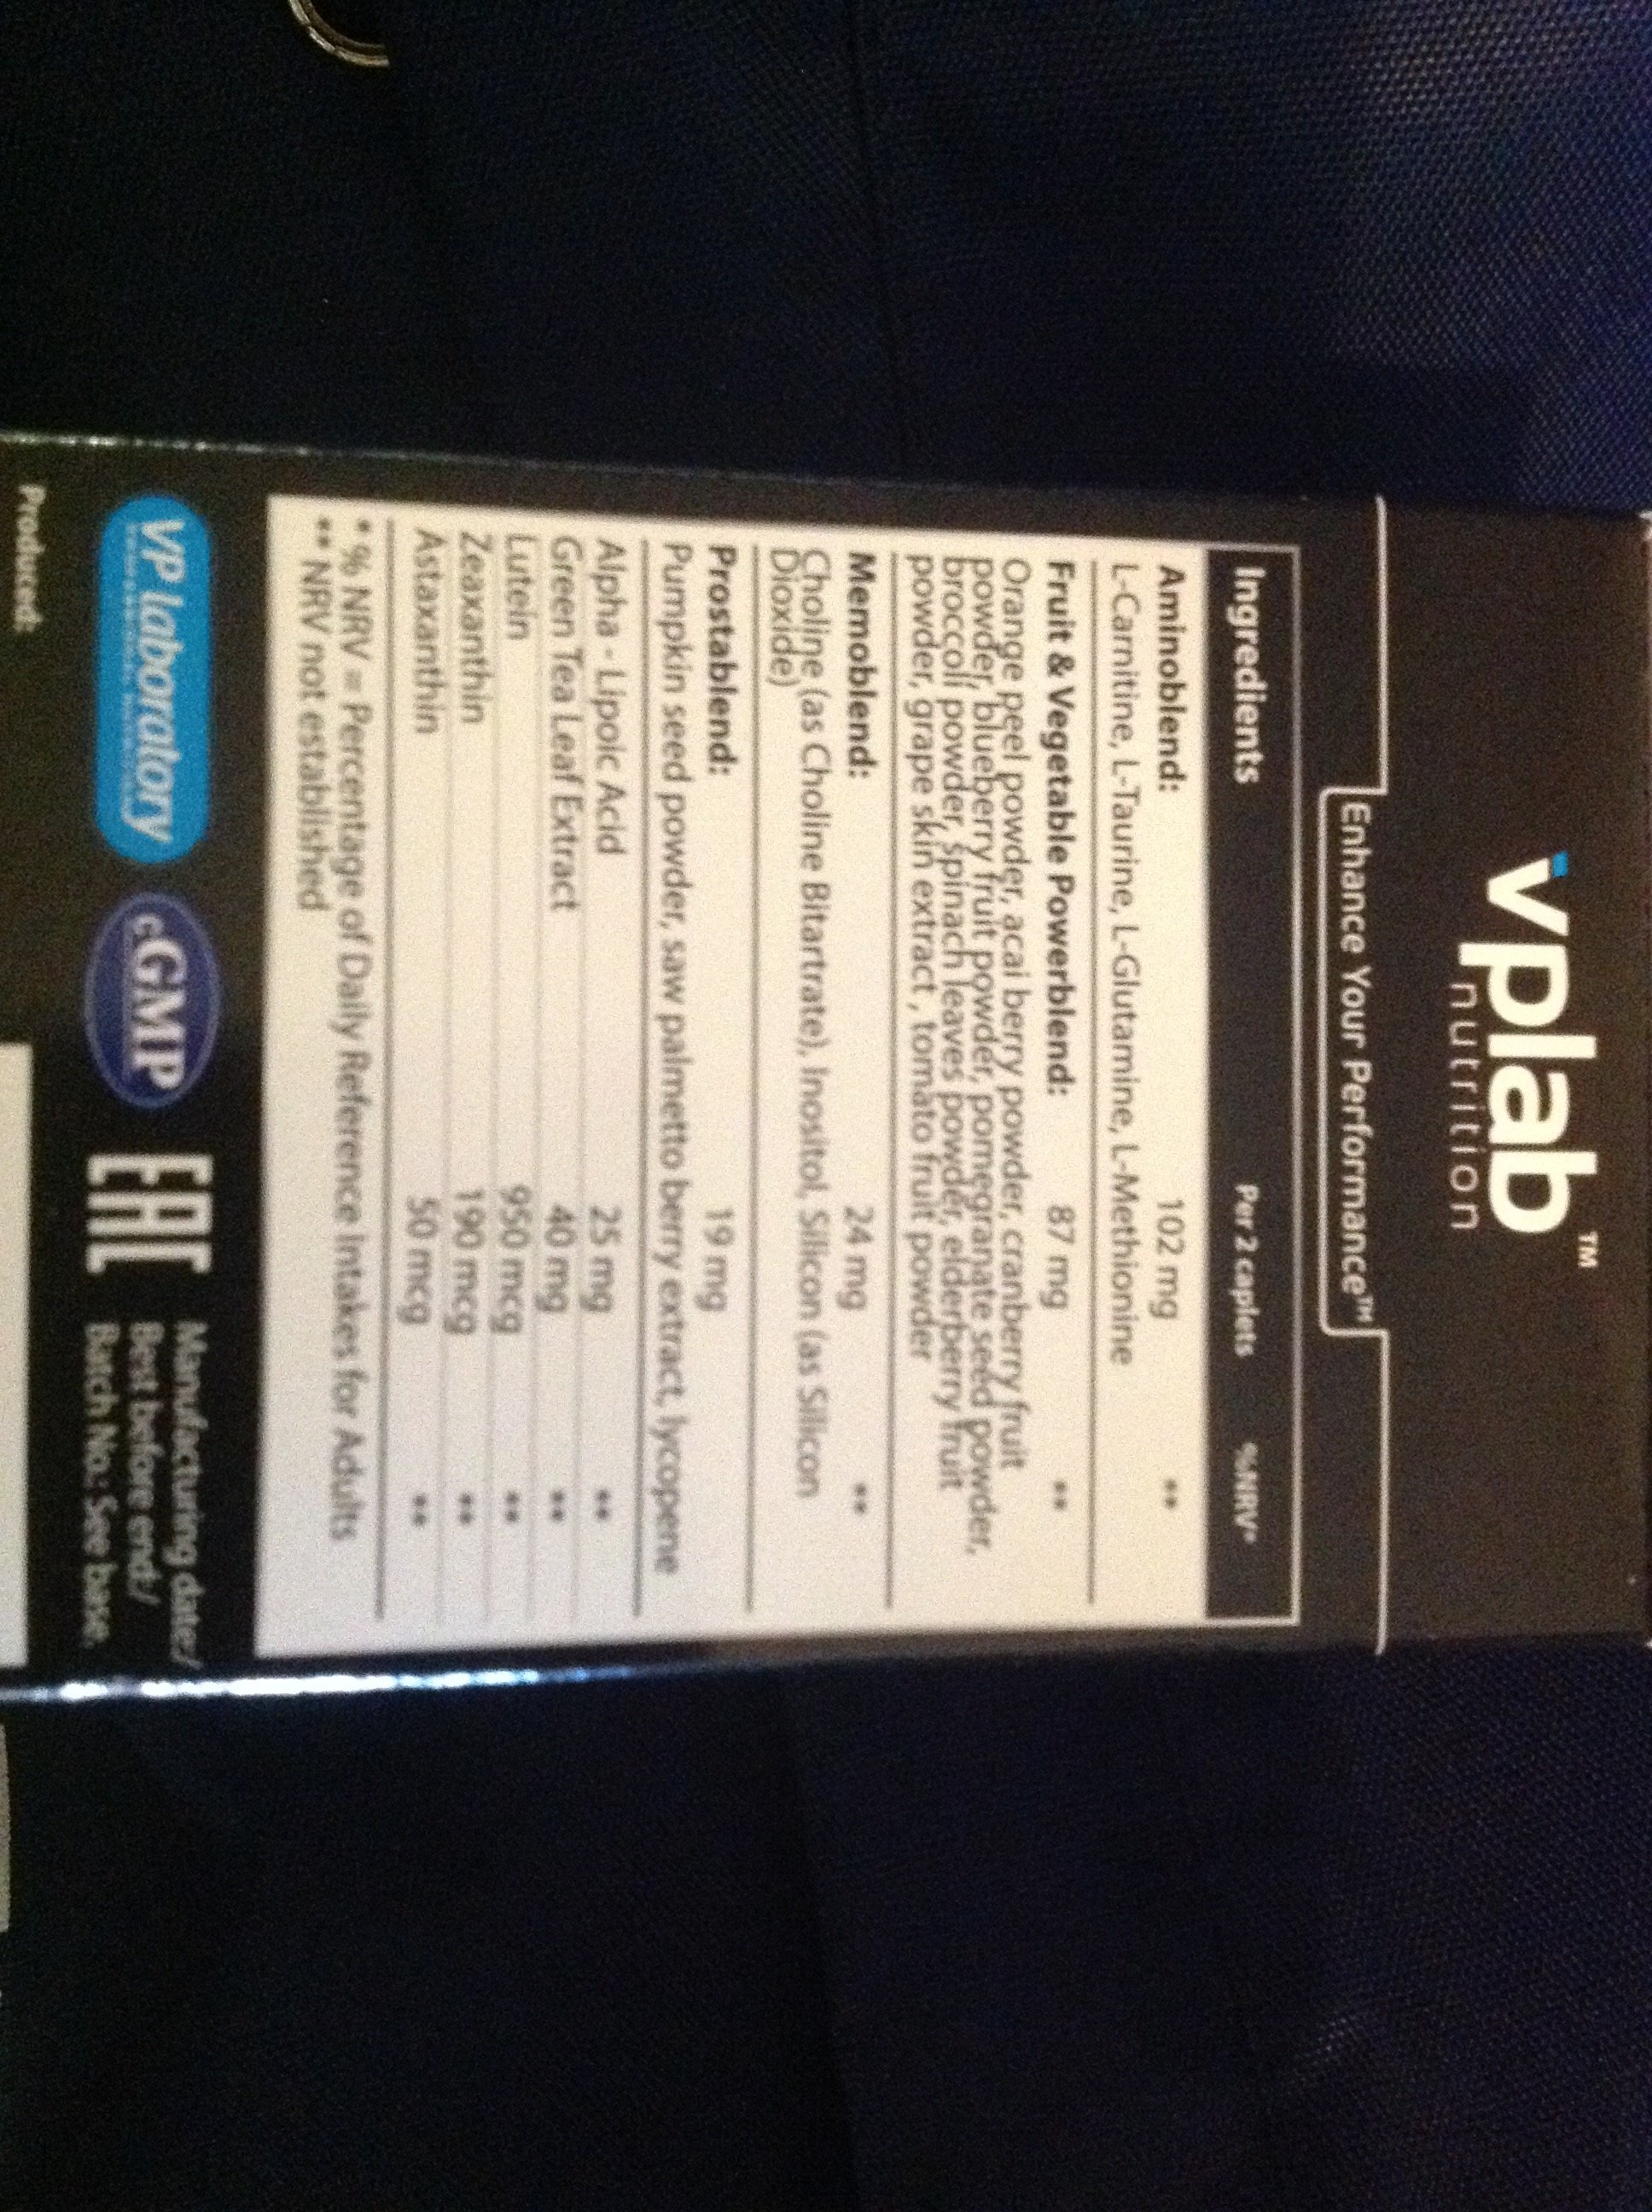 vplab™
nutrition
Enhance Your Performance™
Ingredients Per 2 caplets %NRV*
Aminoblend: 102 mg **
L-Carnitine, L-Taurine, L-Glutamine, L-Methionine
Fruit & Vegetable Powerblend: 87 mg **
Orange peel powder, acai berry powder, cranberry fruit
powder, blueberry fruit powder, pomegranate seed powder,
broccoli powder, spinach leaves powder, elderberry fruit
powder, grape skin extract , tomato fruit powder
Memoblend: 24 mg **
Choline (as Choline Bitartrate), Inositol, Silicon (as Silicon
Dioxide)
Prostablend: 19 mg
Pumpkin seed powder, saw palmetto berry extract, lycopene
Alpha - Lipoic Acid 25 mg **
Green Tea Leaf Extract 40 mg **
Lutein 950 mcg **
Zeaxanthin 190 mcg **
Astaxanthin 50 mcg **
* % NRV = Percentage of Daily Reference Intakes for Adults
** NRV not established
VP laboratory
cGMP
EAC
Manufacturing date:/
Best before end:/
Batch No.: See base.
Produced: